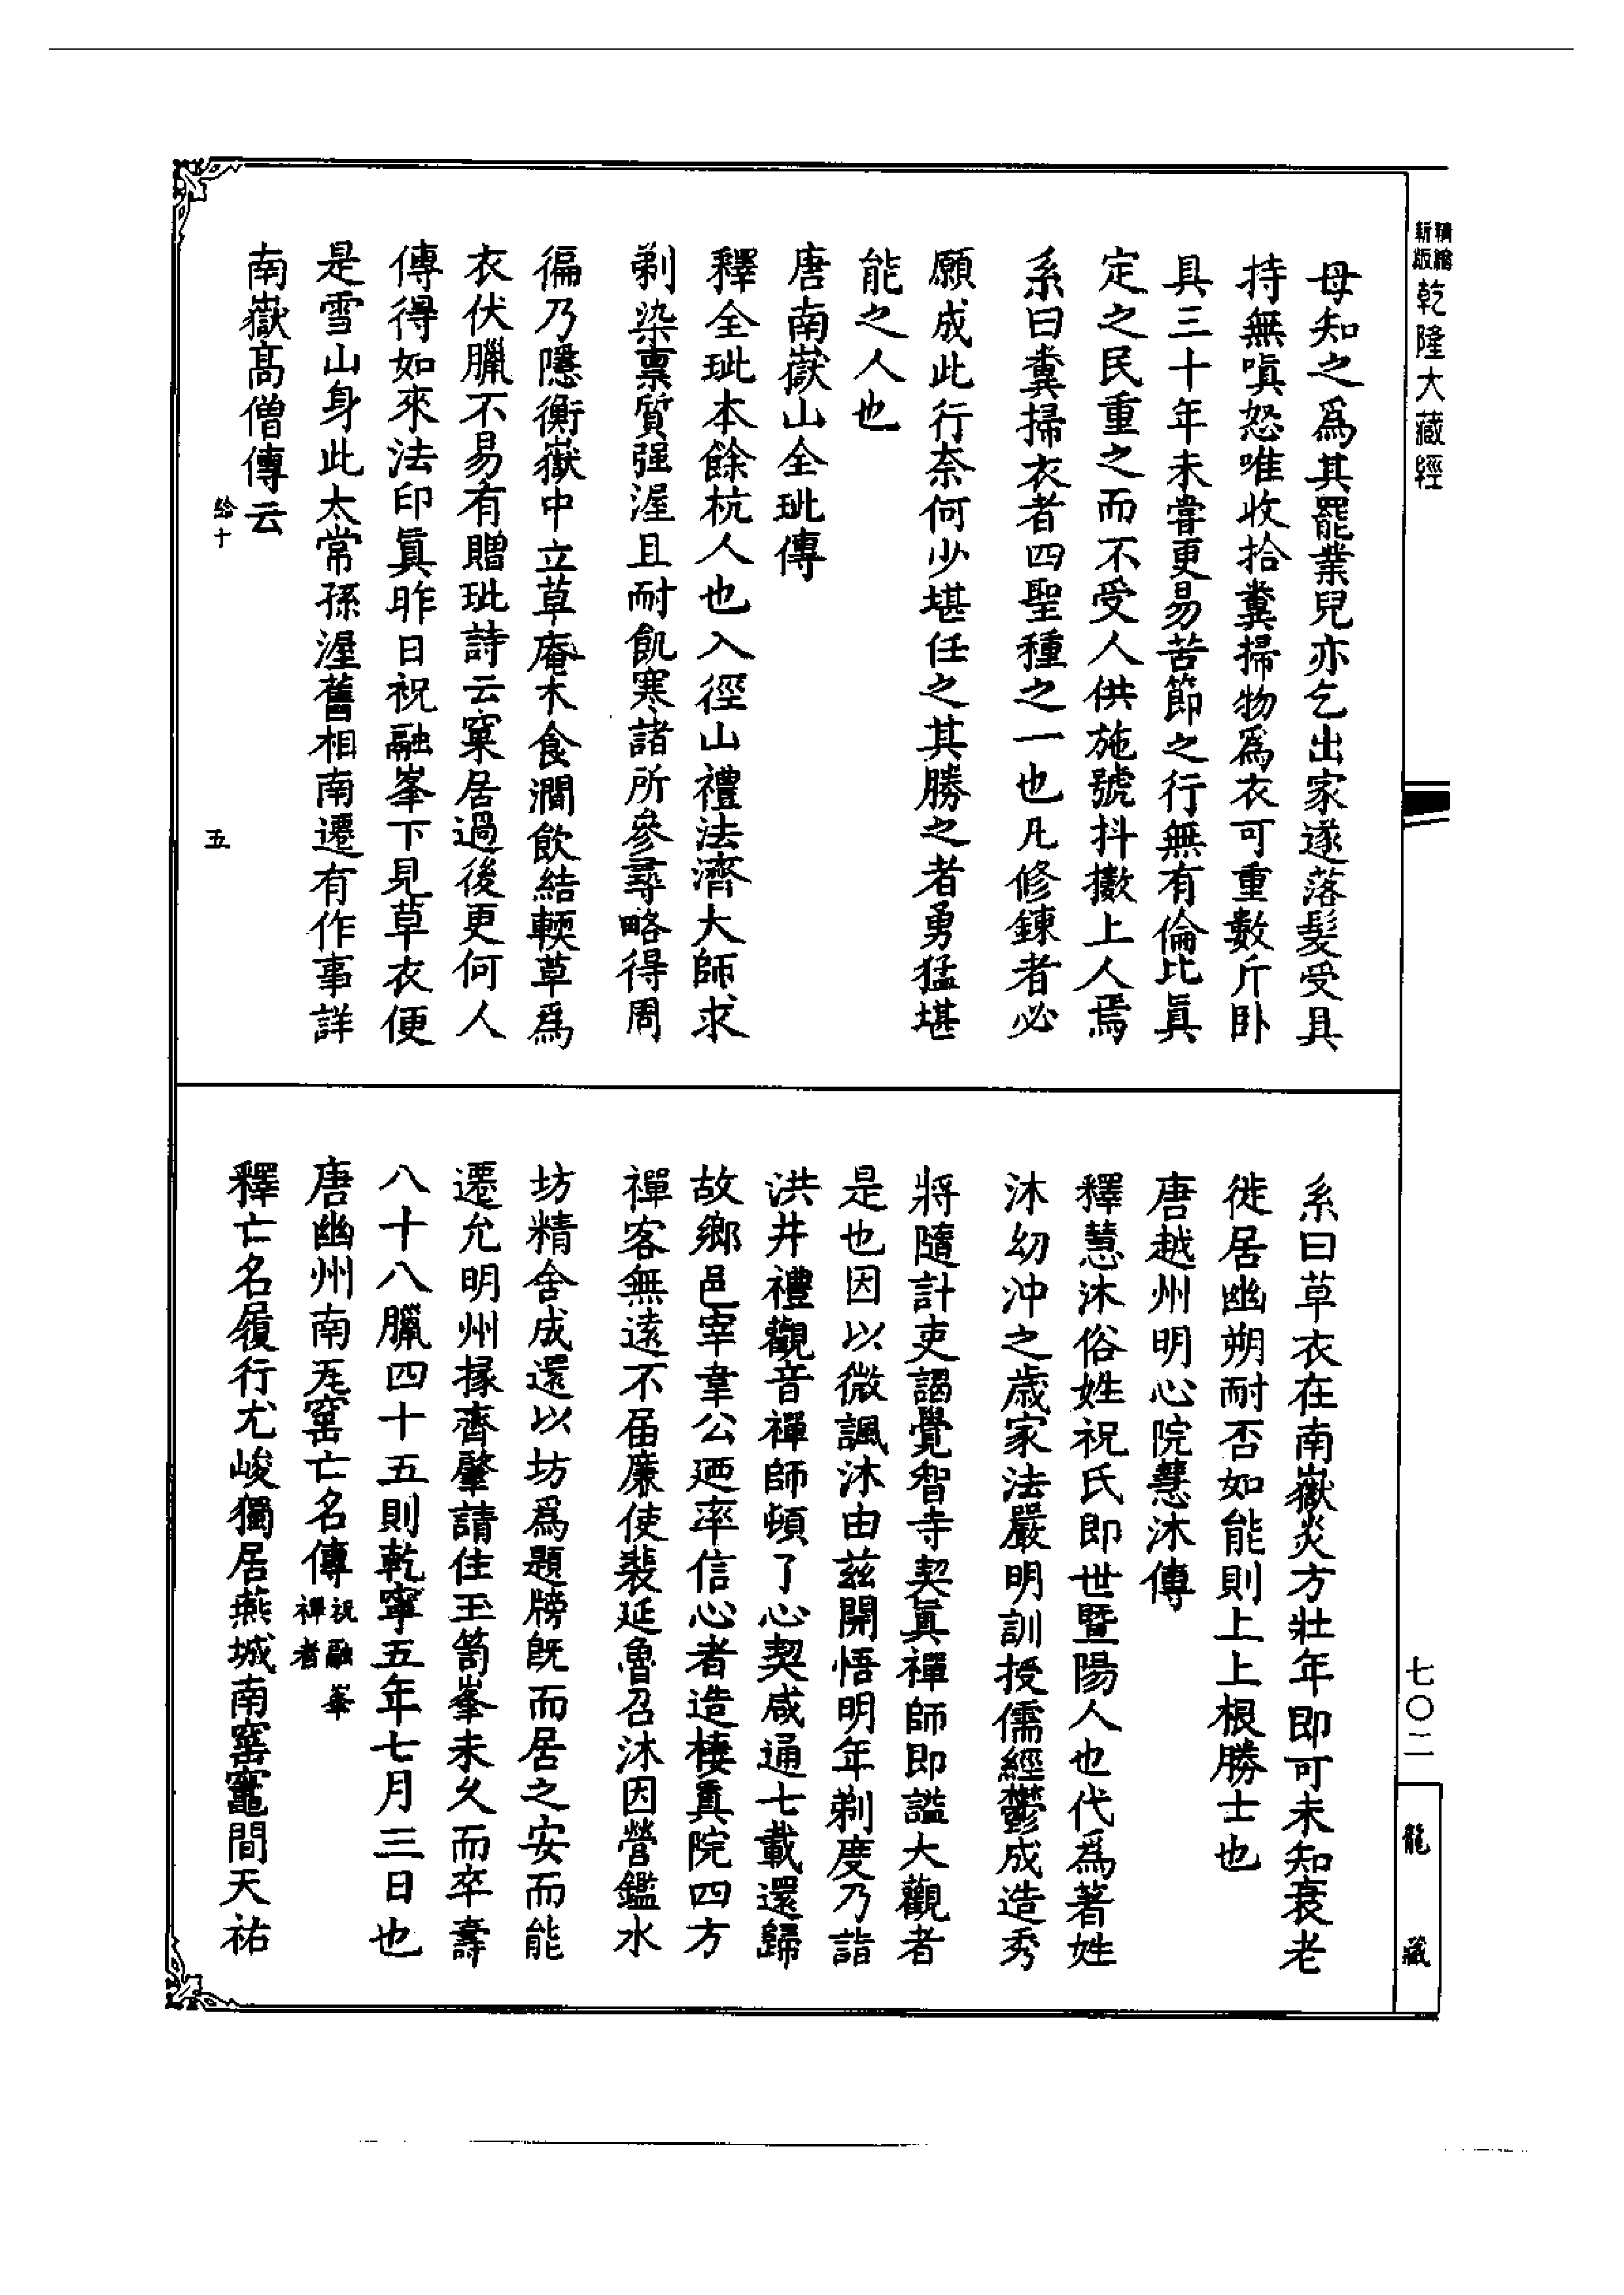 精縮新版乾隆大藏經
母知之爲其罷業兒亦乞出家遂落髮受具
持無嗔怒唯收拾糞掃物爲衣可重數斤卧
具三十年未嘗更易苦節之行無有倫比眞
定之民重之而不受人供施號抖擻上人焉
系曰糞掃衣者四聖種之一也凡修鍊者必
願成此行奈何少堪任之其勝之者勇猛堪
能之人也
唐南嶽山全玼傳
釋全玼本餘杭人也入徑山禮法濟大師求
剃染禀質强渥且耐飢寒諸所參尋略得周
徧乃隱衡嶽中立草庵木食澗飲結輭草爲
衣伏臘不易有贈玼詩云窠居過後更何人
傳得如來法印眞昨日祝融峯下見草衣便
是雪山身此太常孫渥舊相南遷有作事詳
南嶽高僧傳云
給十
五
系曰草衣在南嶽炎方壯年即可未知衰老
徙居幽朔耐否如能則上上根勝士也
唐越州明心院慧沐傳
釋慧沐俗姓祝氏即世暨陽人也代爲著姓
沐幼沖之歲家法嚴明訓授儒經鬱成造秀
將隨計吏謁覺智寺契眞禪師即謚大觀者
是也因以微諷沐由茲開悟明年剃度乃詣
洪井禮觀音禪師頓了心契咸通七載還歸
故鄉邑宰韋公廼率信心者造棲眞院四方
禪客無遠不届廉使裴延魯召沐因營鑑水
坊精舍成還以坊爲題牓旣而居之安而能
遷允明州掾齊肇請住玉笥峯未久而卒壽
八十八臘四十五則乾寧五年七月三日也
唐幽州南瓦窰亡名傳祝融峯禪者
釋亡名履行尤峻獨居燕城南窰竈間天祐
七〇二
龍藏